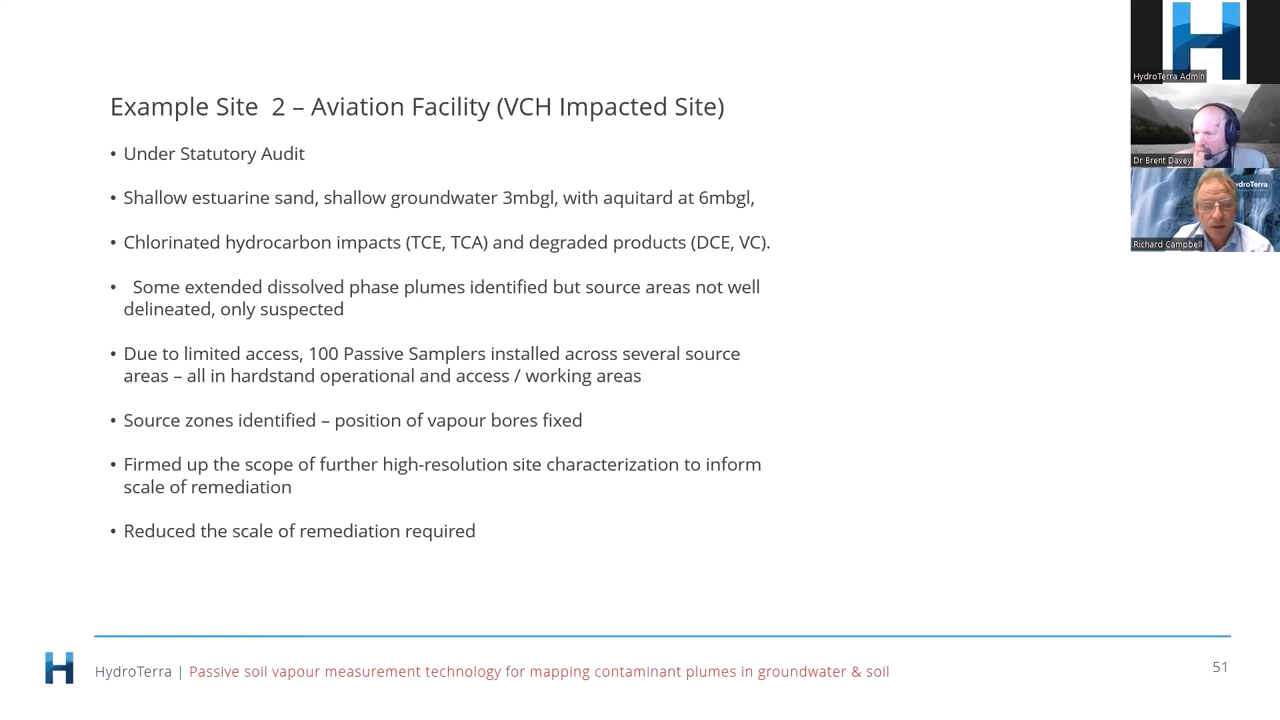 HydroTerra Admin
Example Site 2 – Aviation Facility (VCH Impacted Site)
Dr Brent Davey
• Under Statutory Audit
droTerra
• Shallow estuarine sand, shallow groundwater 3mbgl, with aquitard at 6mbgl,
Richard Campbell
• Chlorinated hydrocarbon impacts (TCE, TCA) and degraded products (DCE, VC).
• Some extended dissolved phase plumes identified but source areas not well
delineated, only suspected
• Due to limited access, 100 Passive Samplers installed across several source
areas – all in hardstand operational and access / working areas
• Source zones identified – position of vapour bores fixed
• Firmed up the scope of further high-resolution site characterization to inform
scale of remediation
• Reduced the scale of remediation required
HydroTerra | Passive soil vapour measurement technology for mapping contaminant plumes in groundwater & soil
51